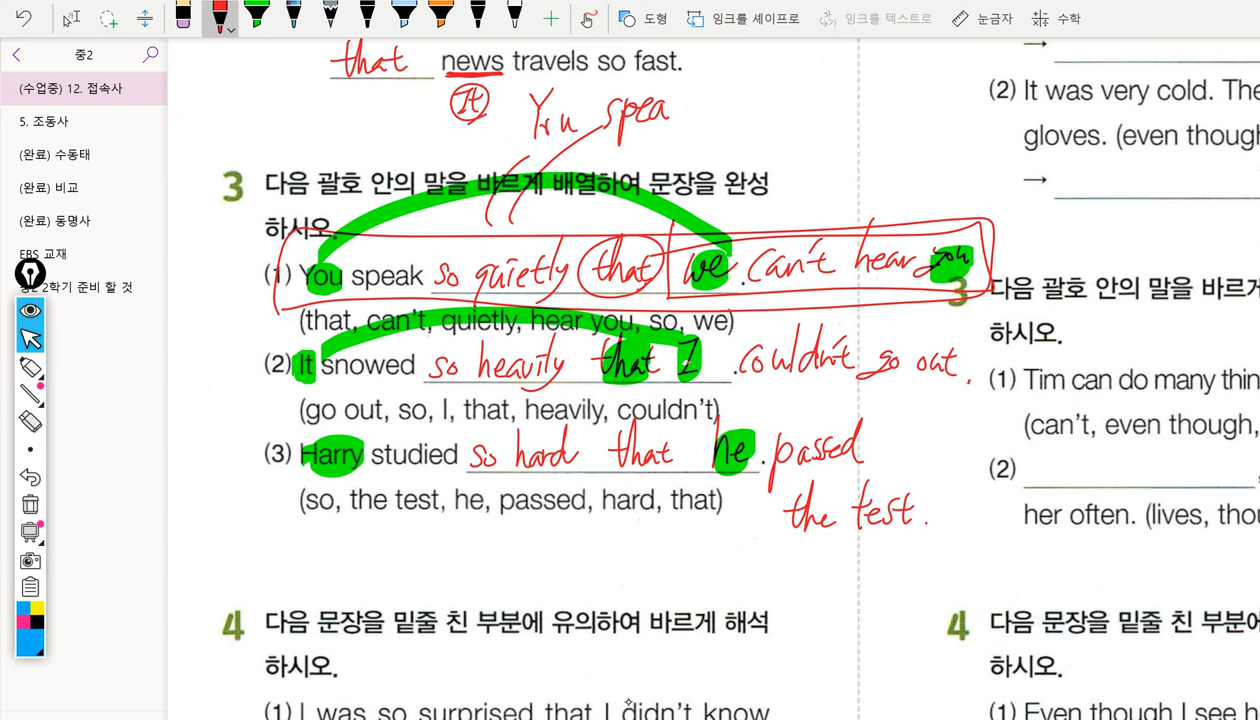 도형
잉크를 셰이프로
잉크를 텍스트로
눈금자
수학
중2
(수업중) 12. 접속사
5. 조동사
(완료) 수동태
(완료) 비교
(완료) 동명사
EBS 교재
2학기 준비 할 것
that news travels so fast.
It
You spea
3 다음 괄호 안의 말을 바르게 배열하여 문장을 완성
하시오.
(1) You speak so quietly that we can't hear you
(that, can't, quietly, hear you, so, we)
(2) It snowed so heavily that I couldn't go out.
(go out, so, I, that, heavily, couldn't)
(3) Harry studied so hard that he passed
the test.
(so, the test, he, passed, hard, that)
4 다음 문장을 밑줄 친 부분에 유의하여 바르게 해석
하시오.
(1) I was so surprised that I didn't know
→
(2) It was very cold. The
gloves. (even though
→
3 다음 괄호 안의 말을 바르게
하시오.
(1) Tim can do many thin
(can't, even though,
(2)
her often. (lives, thou
4 다음 문장을 밑줄 친 부분에
하시오.
(1) Even though I see h